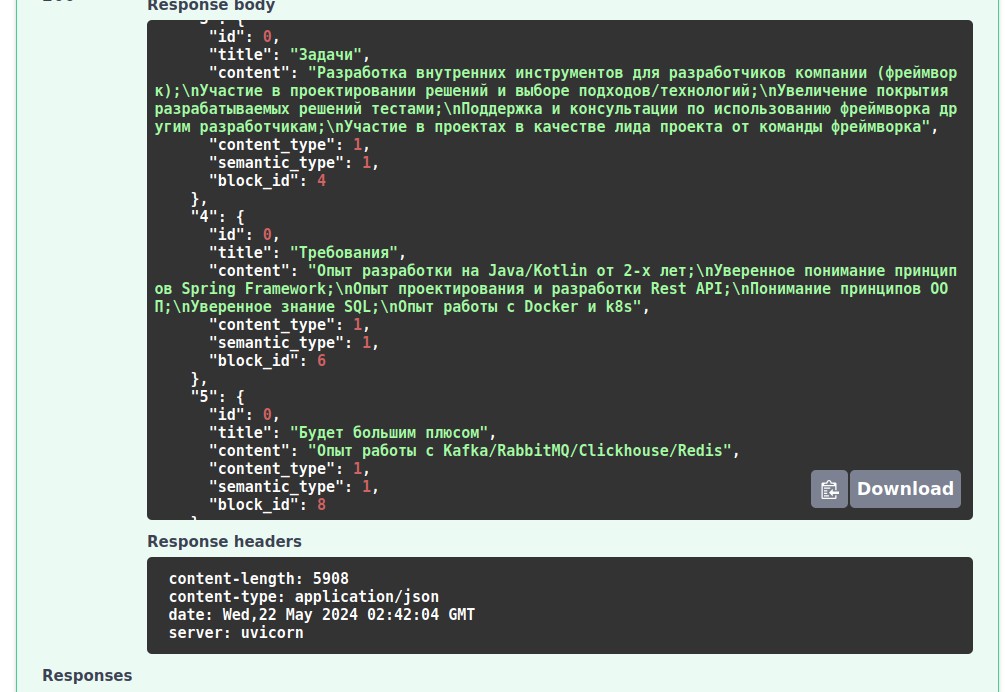 Response body
"id": 0,
"title": "Задачи",
"content": "Разработка внутренних инструментов для разработчиков компании (фреймвор
к);\nУчастие в проектировании решений и выборе подходов/технологий;\nУвеличение покрытия
разрабатываемых решений тестами;\nПоддержка и консультации по использованию фреймворка др
угим разработчикам;\nУчастие в проектах в качестве лида проекта от команды фреймворка",
"content_type": 1,
"semantic_type": 1,
"block_id": 4
},
"4": {
"id": 0,
"title": "Требования",
"content": "Опыт разработки на Java/Kotlin от 2-х лет;\nУверенное понимание принцип
ов Spring Framework;\nОпыт проектирования и разработки Rest API;\nПонимание принципов ОО
П;\nУверенное знание SQL;\nОпыт работы с Docker и k8s",
"content_type": 1,
"semantic_type": 1,
"block_id": 6
},
"5": {
"id": 0,
"title": "Будет большим плюсом",
"content": "Опыт работы с Kafka/RabbitMQ/Clickhouse/Redis",
"content_type": 1,
"semantic_type": 1,
"block_id": 8
Download
Response headers
content-length: 5908
content-type: application/json
date: Wed,22 May 2024 02:42:04 GMT
server: uvicorn
Responses